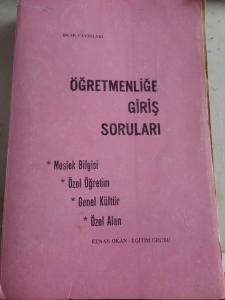 OKAN YAYINLARI
ÖĞRETMENLİĞE
GİRİŞ
SORULARI
* Meslek Bilgisi
* Özel Öğretim
* Genel Kültür
* Özel Alan
KENAN OKAN - EĞİTİM GRUBU